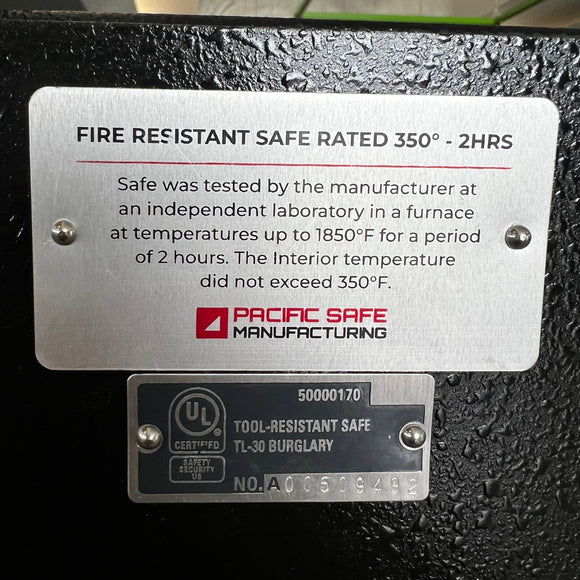 FIRE RESISTANT SAFE RATED 350° - 2HRS
Safe was tested by the manufacturer at
an independent laboratory in a furnace
at temperatures up to 1850°F for a period
of 2 hours. The Interior temperature
did not exceed 350°F.
PACIFIC SAFE
MANUFACTURING
50000170
UL
CERTIFIED
SAFETY
SECURITY
US
TOOL-RESISTANT SAFE
TL-30 BURGLARY
NO. A00509492